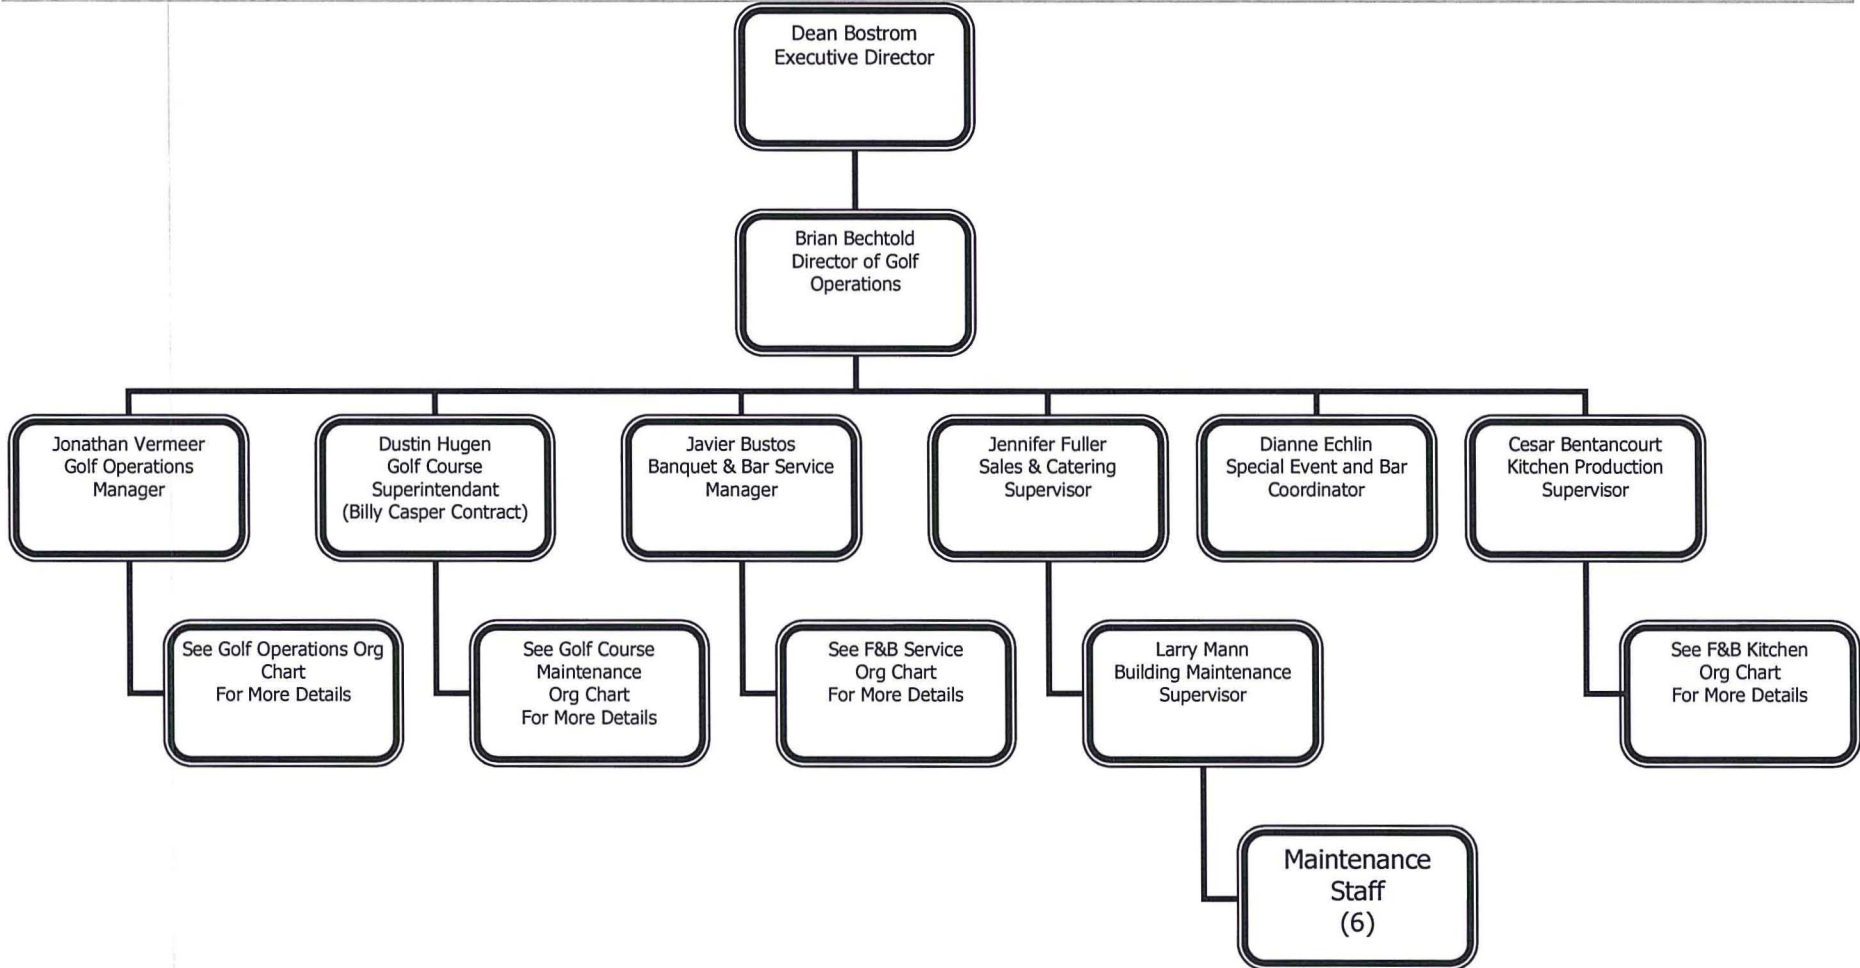 Dean Bostrom
Executive Director
Brian Bechtold
Director of Golf
Operations
Jonathan Vermeer
Golf Operations
Manager
Dustin Hugen
Golf Course
Superintendant
(Billy Casper Contract)
Javier Bustos
Banquet & Bar Service
Manager
Jennifer Fuller
Sales & Catering
Supervisor
Dianne Echlin
Special Event and Bar
Coordinator
Cesar Bentancourt
Kitchen Production
Supervisor
See Golf Operations Org
Chart
For More Details
See Golf Course
Maintenance
Org Chart
For More Details
See F&B Service
Org Chart
For More Details
Larry Mann
Building Maintenance
Supervisor
See F&B Kitchen
Org Chart
For More Details
Maintenance
Staff
(6)